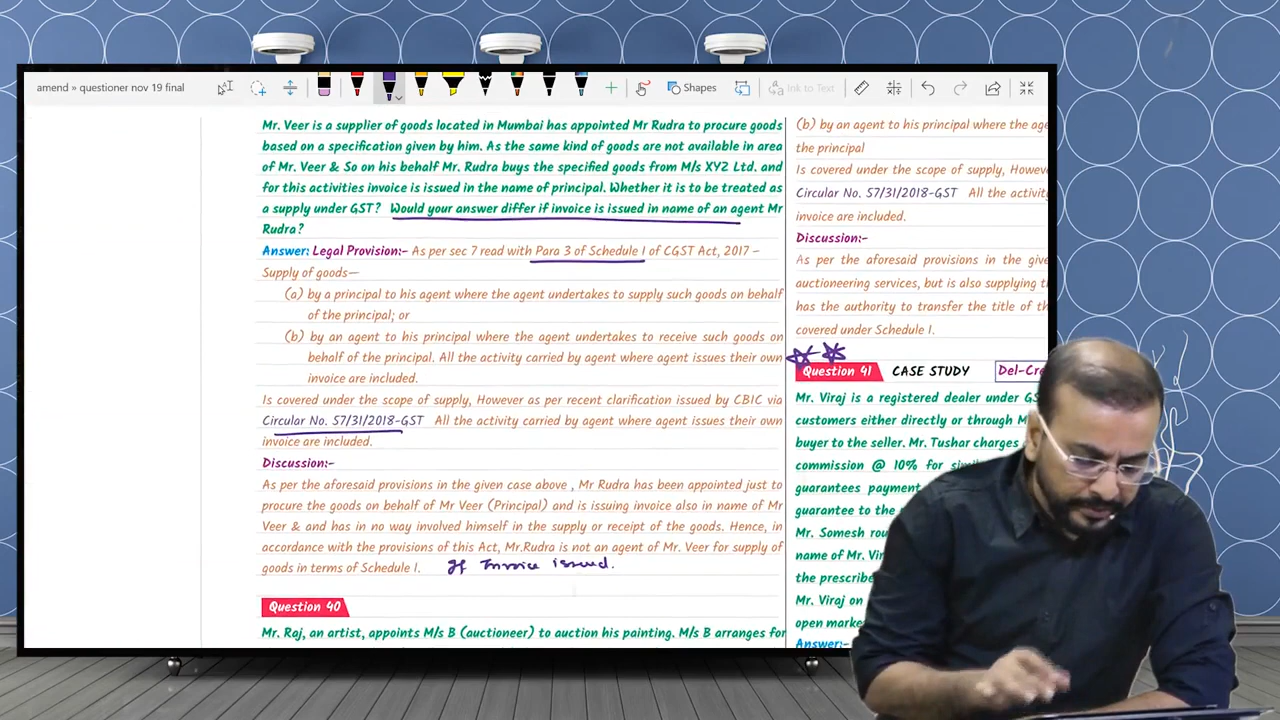 amend » questioner nov 19 final
Shapes
Ink to Text
Mr. Veer is a supplier of goods located in Mumbai has appointed Mr Rudra to procure goods
based on a specification given by him. As the same kind of goods are not available in area
of Mr. Veer & So on his behalf Mr. Rudra buys the specified goods from M/s XYZ Ltd. and
for this activities invoice is issued in the name of principal. Whether it is to be treated as
a supply under GST? Would your answer differ if invoice is issued in name of an agent Mr
Rudra?
Answer: Legal Provision:- As per sec 7 read with Para 3 of Schedule I of CGST Act, 2017 –
Supply of goods—
(a) by a principal to his agent where the agent undertakes to supply such goods on behalf
of the principal; or
(b) by an agent to his principal where the agent undertakes to receive such goods on
behalf of the principal. All the activity carried by agent where agent issues their own
invoice are included.
Is covered under the scope of supply, However as per recent clarification issued by CBIC via
Circular No. 57/31/2018-GST All the activity carried by agent where agent issues their own
invoice are included.
Discussion:-
As per the aforesaid provisions in the given case above , Mr Rudra has been appointed just to
procure the goods on behalf of Mr Veer (Principal) and is issuing invoice also in name of Mr
Veer & and has in no way involved himself in the supply or receipt of the goods. Hence, in
accordance with the provisions of this Act, Mr.Rudra is not an agent of Mr. Veer for supply of
goods in terms of Schedule I. If Invoice issued.
Question 40
Mr. Raj, an artist, appoints M/s B (auctioneer) to auction his painting. M/s B arranges for
(b) by an agent to his principal where the age
the principal
Is covered under the scope of supply, Howev
Circular No. 57/31/2018-GST All the activity
invoice are included.
Discussion:-
As per the aforesaid provisions in the give
auctioneering services, but is also supplying t
has the authority to transfer the title of th
covered under Schedule I.
Question 41 CASE STUDY Del-Cre
Mr. Viraj is a registered dealer under GS
customers either directly or through M
buyer to the seller. Mr. Tushar charges
commission @ 10% for
guarantees payment
guarantee to the
Mr. Somesh
name of Mr. Vir
the prescribe
Mr. Viraj on
open marke
Answer:-